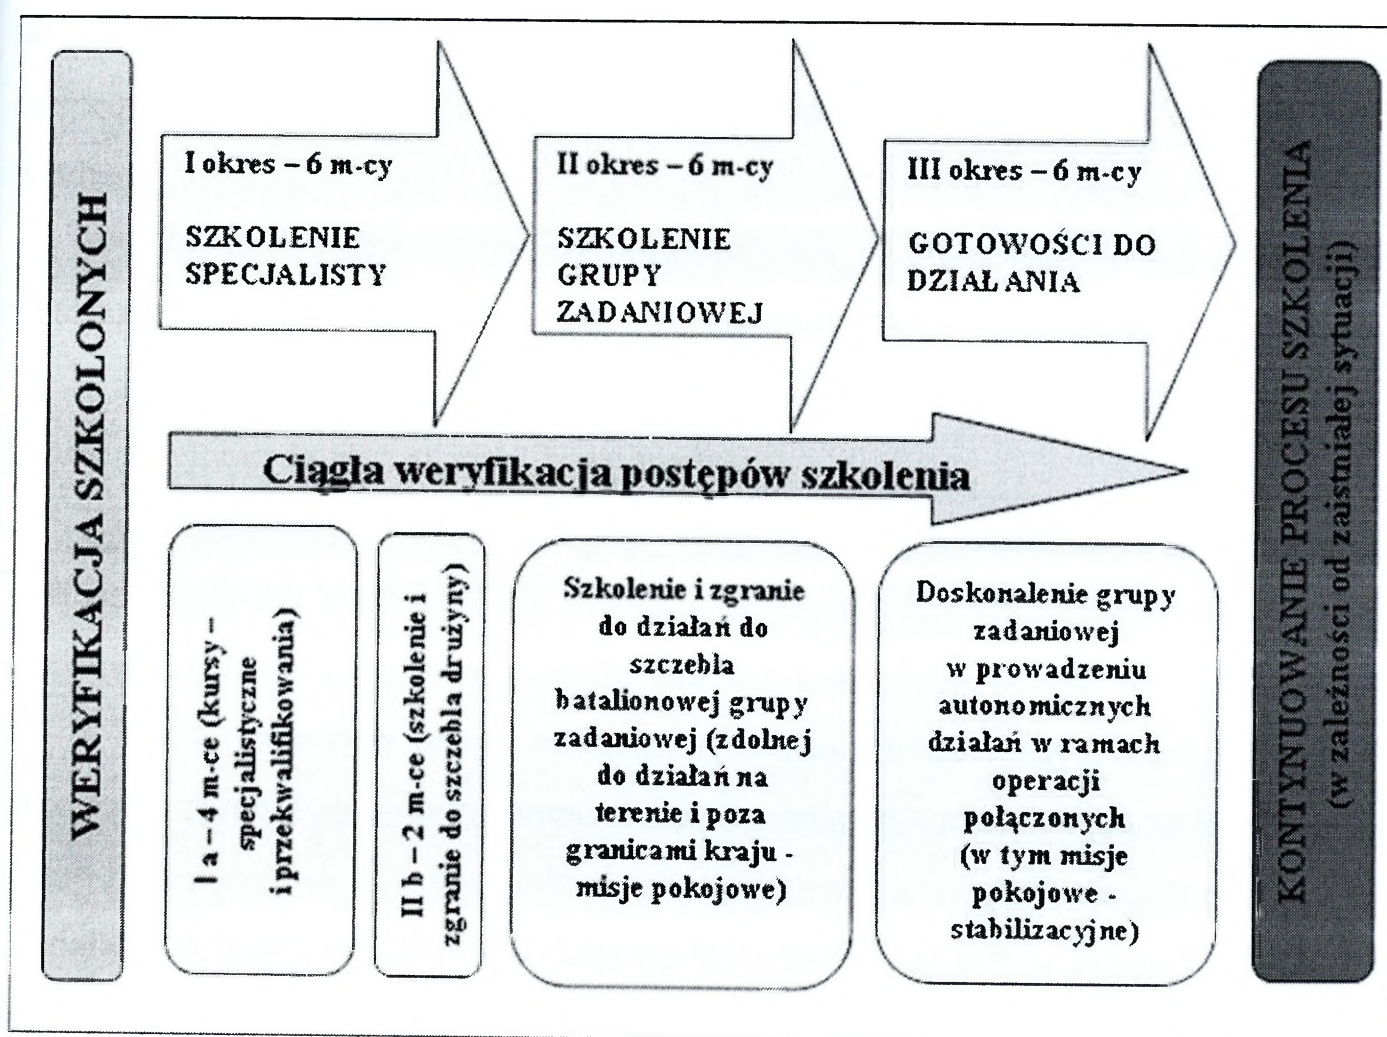 WERYFIKACJA SZKOLONYCH
I okres – 6 m-cy
SZKOLENIE
SPECJALISTY
II okres – 6 m-cy
SZKOLENIE
GRUPY
ZADANIOWEJ
III okres – 6 m-cy
GOTOWOŚCI DO
DZIAŁANIA
Ciągła weryfikacja postępów szkolenia
I a – 4 m-ce (kursy –
specjalistyczne
i przekwalifikowania)
II b – 2 m-ce (szkolenie i
zgranie do szczebla drużyny)
Szkolenie i zgranie
do działań do
szczebla
batalionowej grupy
zadaniowej (zdolnej
do działań na
terenie i poza
granicami kraju -
misje pokojowe)
Doskonalenie grupy
zadaniowej
w prowadzeniu
autonomicznych
działań w ramach
operacji
połączonych
(w tym misje
pokojowe -
stabilizacyjne)
KONTYNUOWANIE PROCESU SZKOLENIA
(w zależności od zaistniałej sytuacji)